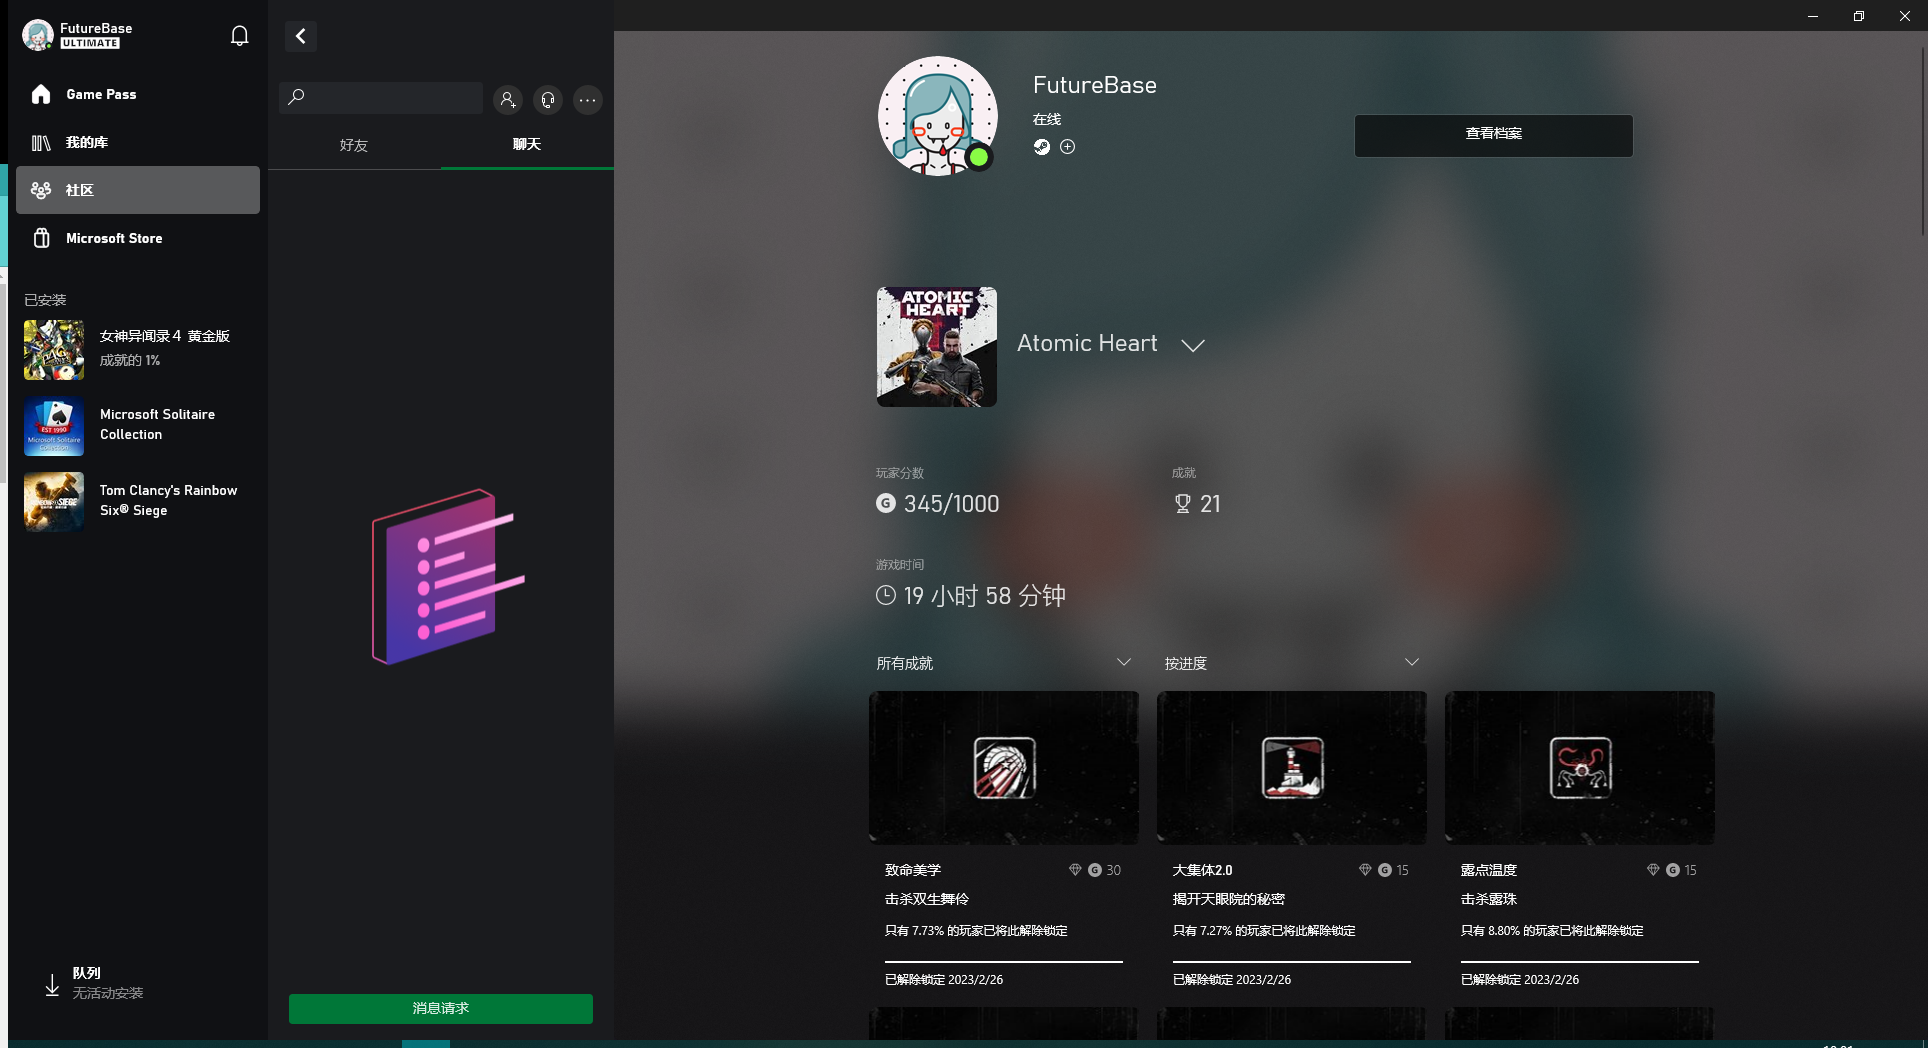 FutureBase
ULTIMATE
Game Pass
我的库
社区
Microsoft Store
已安装
女神异闻录 4 黄金版
成就的 1%
EST 1990
Microsoft Solitaire
Collection
Microsoft Solitaire
Collection
SIEGE
Tom Clancy's Rainbow
Six® Siege
队列
无活动安装
好友
聊天
消息请求
FutureBase
在线
查看档案
ATOMIC
HEART
Atomic Heart
玩家分数
G 345/1000
成就
21
游戏时间
19 小时 58 分钟
所有成就
按进度
致命美学
G 30
击杀双生舞伶
只有 7.73% 的玩家已将此解除锁定
已解除锁定 2023/2/26
大集体2.0
G 15
揭开天眼院的秘密
只有 7.27% 的玩家已将此解除锁定
已解除锁定 2023/2/26
露点温度
G 15
击杀露珠
只有 8.80% 的玩家已将此解除锁定
已解除锁定 2023/2/26